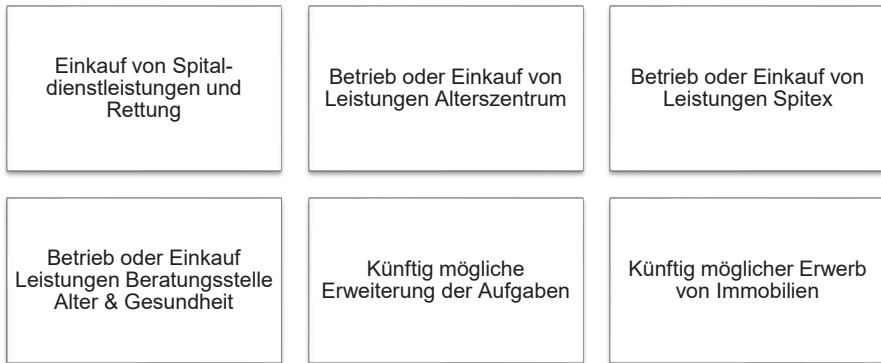 Einkauf von Spital-
dienstleistungen und
Rettung
Betrieb oder Einkauf von
Leistungen Alterszentrum
Betrieb oder Einkauf von
Leistungen Spitex
Betrieb oder Einkauf
Leistungen Beratungsstelle
Alter & Gesundheit
Künftig mögliche
Erweiterung der Aufgaben
Künftig möglicher Erwerb
von Immobilien